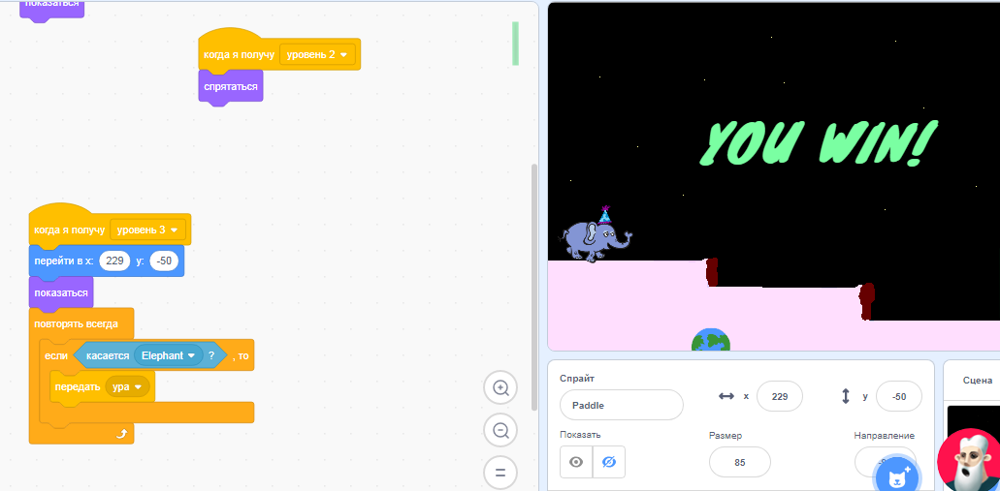 показаться
когда я получу уровень 2
спрятаться
когда я получу уровень 3
перейти в x: 229 y: -50
показаться
повторять всегда
если касается Elephant ? , то
передать ура
YOU WIN!
Спрайт
Paddle
x 229
y -50
Показать
Размер
85
Направление
Сцена